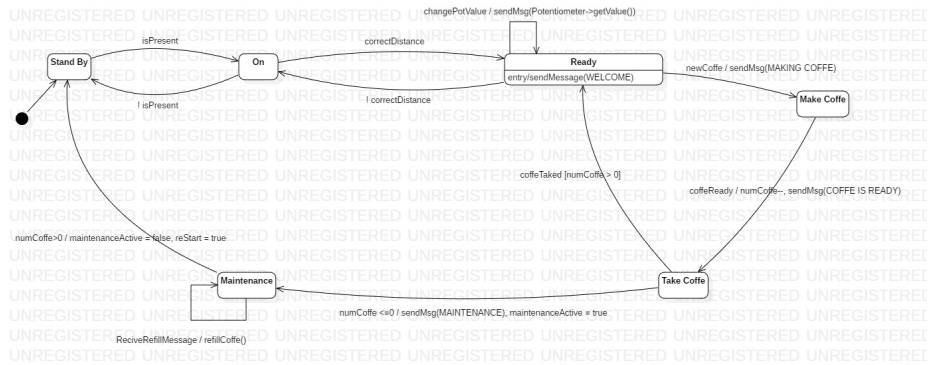 changePotValue / sendMsg(Potentiometer->getValue())
isPresent
correctDistance
Stand By
On
Ready
entry/sendMessage(WELCOME)
newCoffe / sendMsg(MAKING COFFE)
Make Coffe
! isPresent
! correctDistance
coffeTaked [numCoffe > 0]
coffeReady / numCoffe--, sendMsg(COFFE IS READY)
numCoffe>0 / maintenanceActive = false, reStart = true
Maintenance
Take Coffe
numCoffe <=0 / sendMsg(MAINTENANCE), maintenanceActive = true
ReciveRefillMessage / refillCoffe()
UNREGISTERED